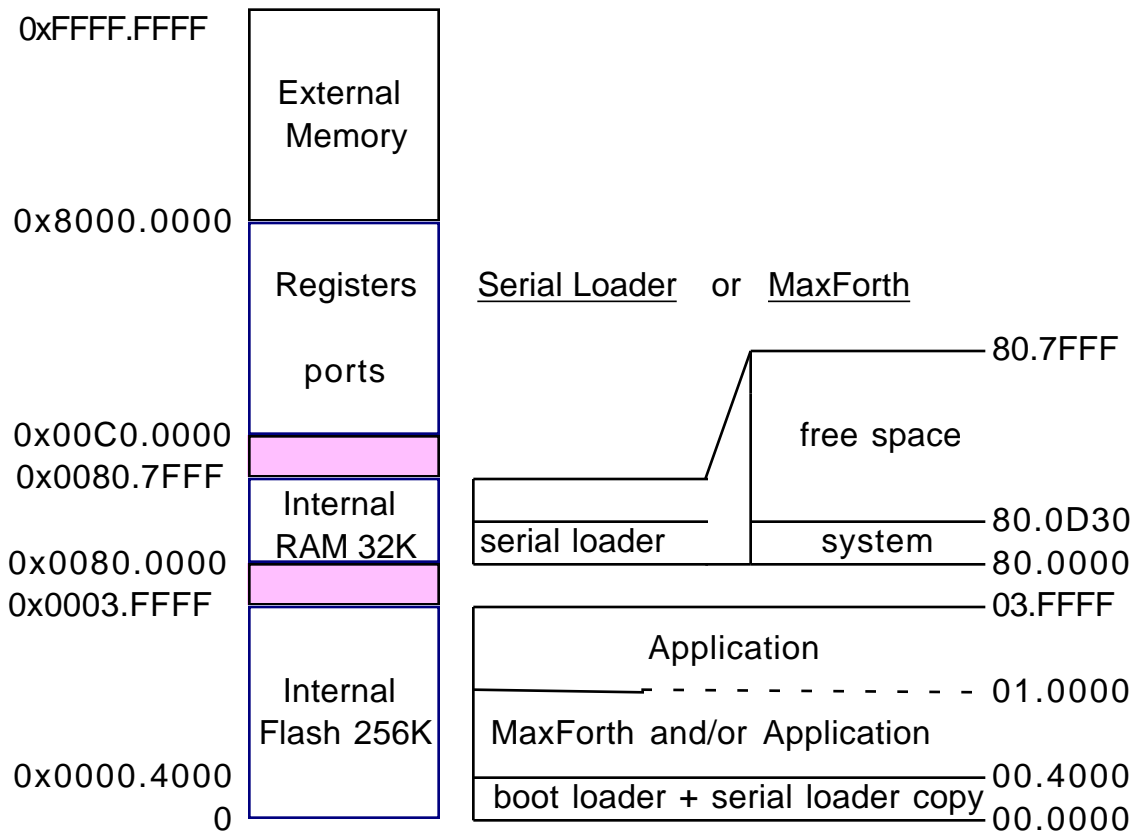 0xFFFF.FFFF
External
Memory
0x8000.0000
Registers
ports
Serial Loader or MaxForth
80.7FFF
0x00C0.0000
free space
0x0080.7FFF
Internal
RAM 32K
80.0D30
serial loader
system
0x0080.0000
80.0000
0x0003.FFFF
03.FFFF
Application
Internal
Flash 256K
01.0000
MaxForth and/or Application
0x0000.4000
00.4000
boot loader + serial loader copy
0
00.0000